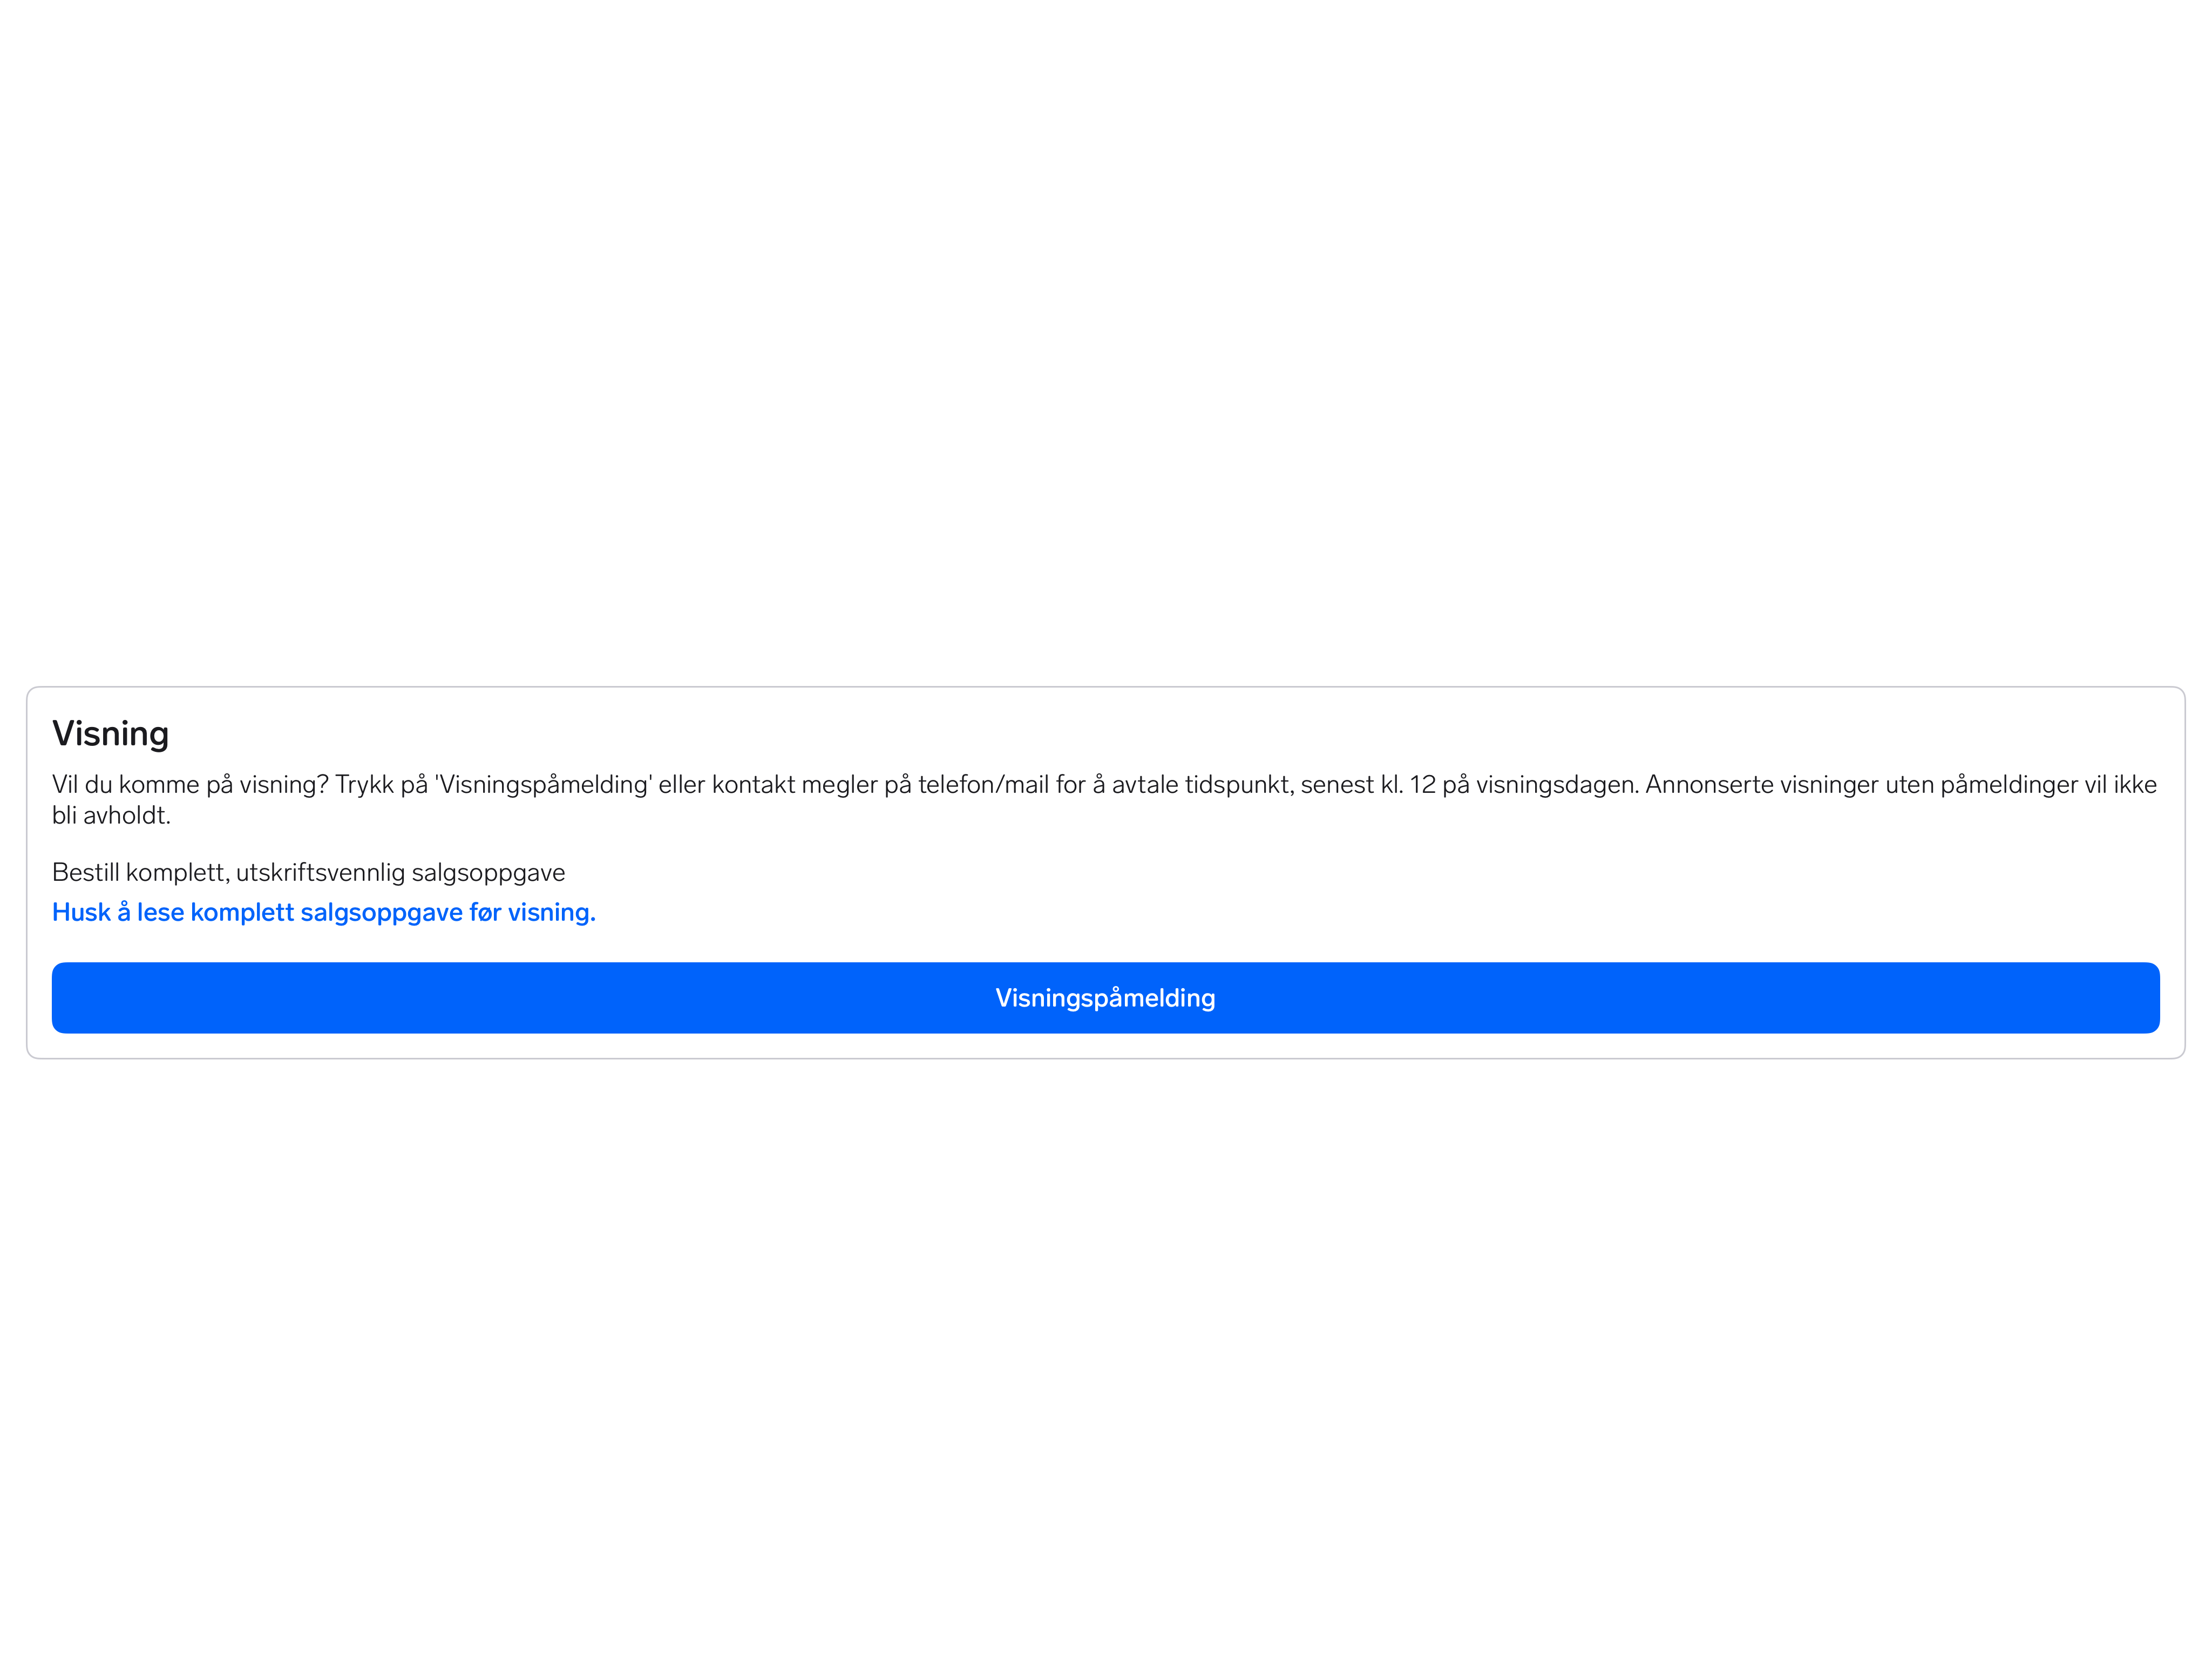 Visning
Vil du komme på visning? Trykk på 'Visningspåmelding' eller kontakt megler på telefon/mail for å avtale tidspunkt, senest kl. 12 på visningsdagen. Annonserte visninger uten påmeldinger vil ikke
bli avholdt.
Bestill komplett, utskriftsvennlig salgsoppgave
Husk å lese komplett salgsoppgave før visning.
Visningspåmelding